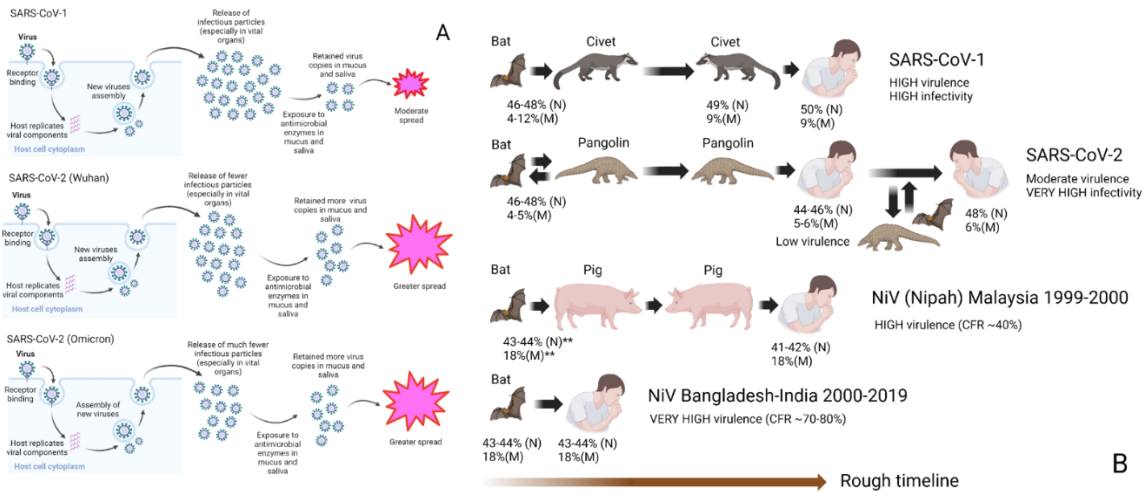 SARS-CoV-1
Virus
Receptor
binding
New viruses
assembly
Host replicates
viral components
Host cell cytoplasm
Release of
infectious particles
(especially in vital
organs)
Exposure to
antimicrobial
enzymes in
mucus and
saliva
Retained virus
copies in mucus
and saliva
Moderate
spread
A
SARS-CoV-2 (Wuhan)
Virus
Receptor
binding
New viruses
assembly
Host replicates
viral components
Host cell cytoplasm
Release of fewer
infectious particles
(especially in vital
organs)
Exposure to
antimicrobial
enzymes in
mucus and
saliva
Retained more virus
copies in mucus and
saliva
Greater spread
SARS-CoV-2 (Omicron)
Virus
Receptor
binding
Assembly of
new viruses
Host replicates
viral components
Host cell cytoplasm
Release of much fewer
infectious particles
(especially in vital
organs)
Exposure to
antimicrobial
enzymes in
mucus and saliva
Retained more virus
copies in mucus and
saliva
Greater spread
Bat
Civet
Civet
46-48% (N)
4-12%(M)
49% (N)
9%(M)
50% (N)
9%(M)
SARS-CoV-1
HIGH virulence
HIGH infectivity
Bat
Pangolin
Pangolin
46-48% (N)
4-5%(M)
44-46% (N)
5-6%(M)
Low virulence
48% (N)
6%(M)
SARS-CoV-2
Moderate virulence
VERY HIGH infectivity
Bat
Pig
Pig
43-44% (N)**
18%(M)**
41-42% (N)
18%(M)
NiV (Nipah) Malaysia 1999-2000
HIGH virulence (CFR ~40%)
Bat
43-44% (N)
18%(M)
43-44% (N)
18%(M)
NiV Bangladesh-India 2000-2019
VERY HIGH virulence (CFR ~70-80%)
Rough timeline
B